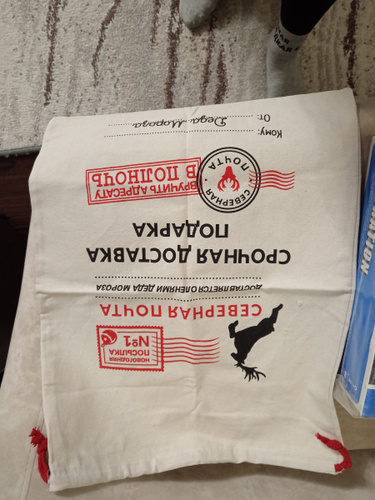 НОВОГОДНЯЯ
ПОСЫЛКА
№1
СЕВЕРНАЯ ПОЧТА
ДОСТАВЛЯЕТСЯ ОЛЕНЯМИ ДЕДА МОРОЗА
СРОЧНАЯ ДОСТАВКА
ПОДАРКА
СЕВЕРНАЯ
ПОЧТА
ВРУЧИТЬ АДРЕСАТУ
В ПОЛНОЧЬ
Кому:
От: Деда Мороза